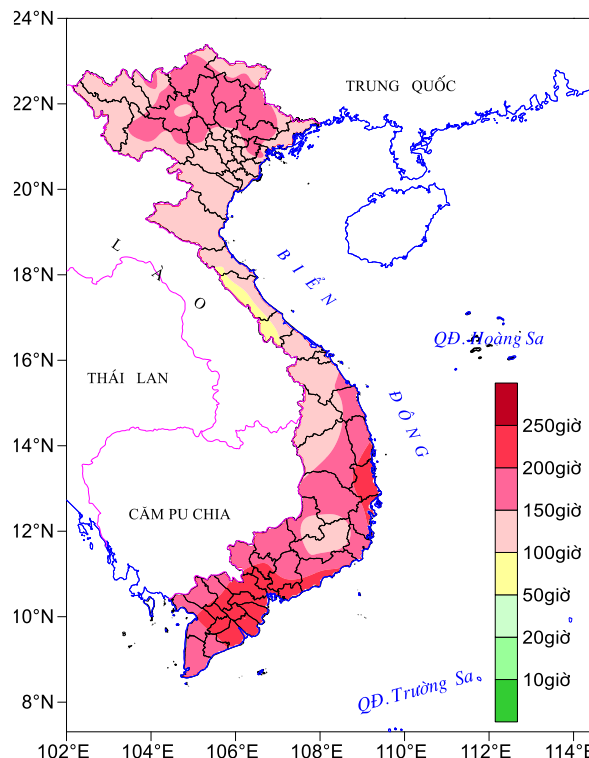 24°N
TRUNG QUỐC
22°N
20°N
LÀO
BIỂN
18°N
QĐ. Hoàng Sa
16°N
THÁI LAN
ĐÔNG
250giờ
14°N
200giờ
CĂM PU CHIA
150giờ
12°N
100giờ
50giờ
10°N
20giờ
QĐ. Trường Sa
10giờ
8°N
102°E 104°E 106°E 108°E 110°E 112°E 114°E